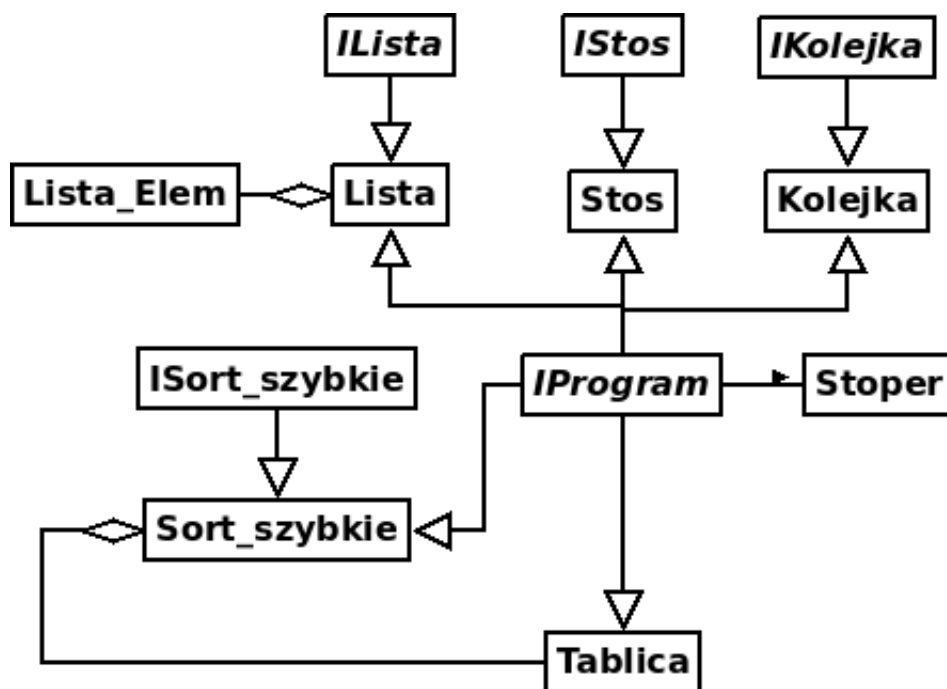 ILista
IStos
IKolejka
Lista_Elem
Lista
Stos
Kolejka
ISort_szybkie
IProgram
Stoper
Sort_szybkie
Tablica